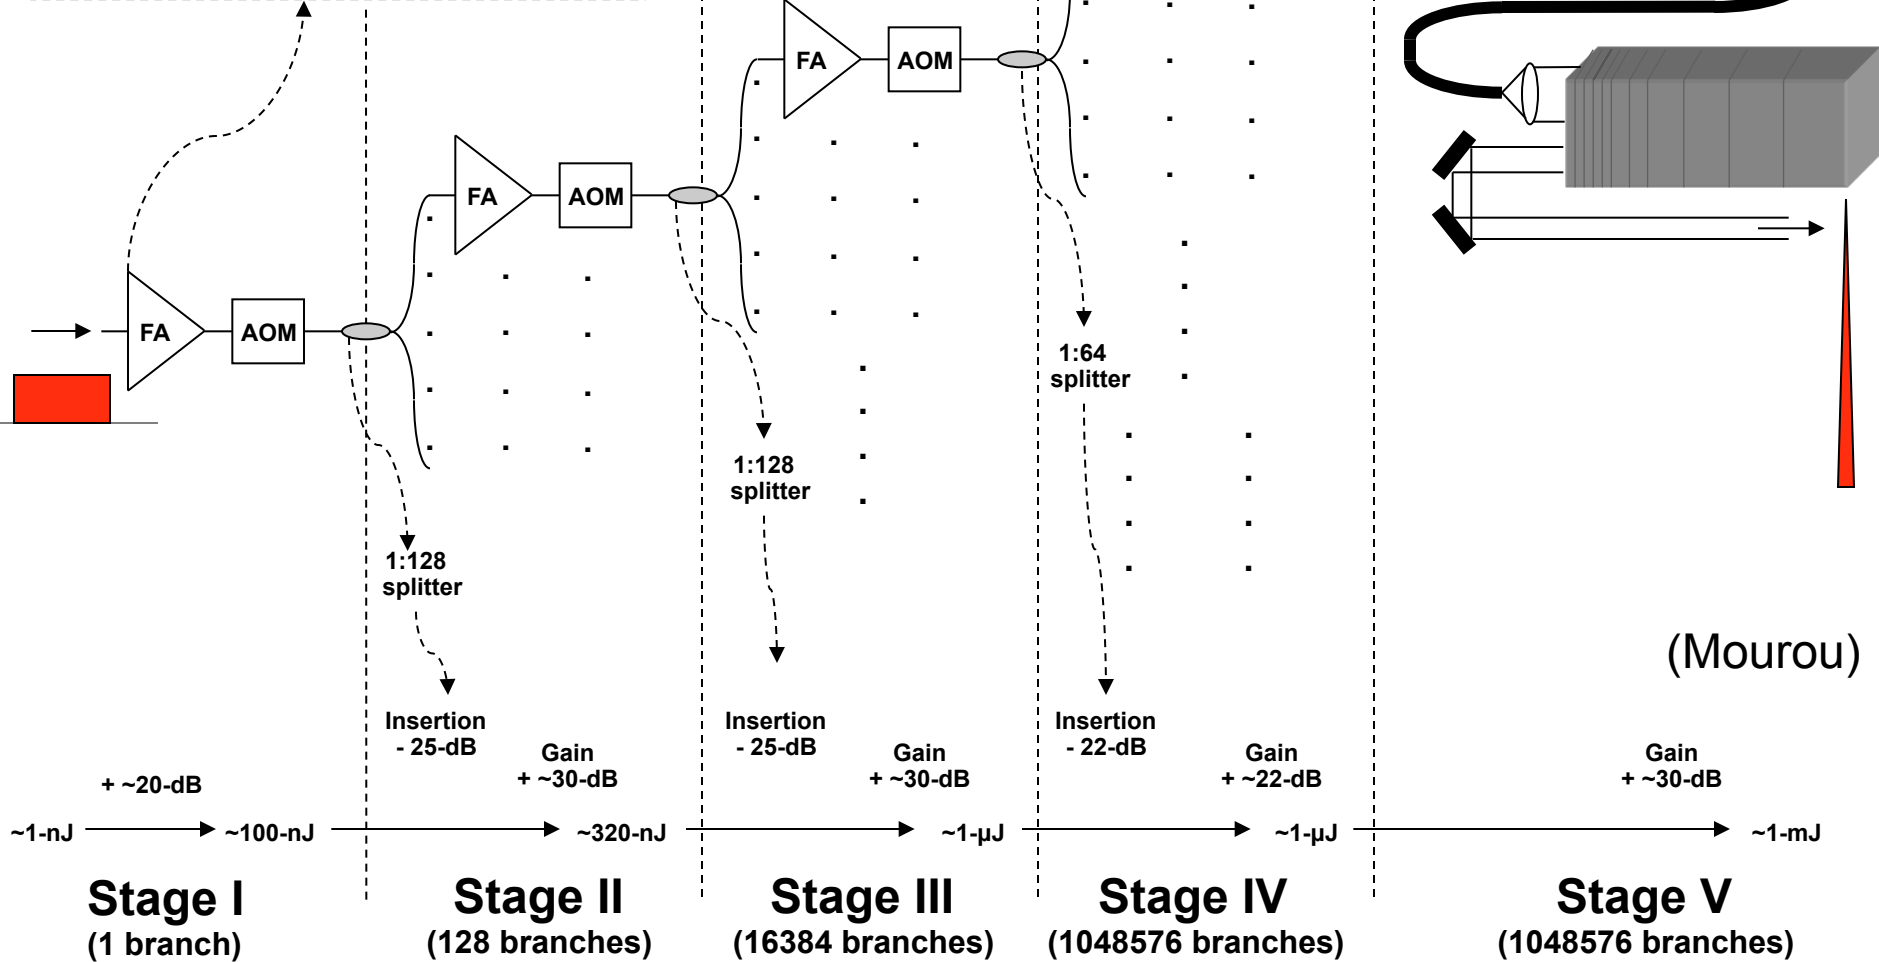 FA
AOM
FA
AOM
FA
AOM
1:64
splitter
1:128
splitter
1:128
splitter
(Mourou)
Insertion
- 25-dB
Insertion
- 25-dB
Insertion
- 22-dB
+ ~20-dB
Gain
+ ~30-dB
Gain
+ ~30-dB
Gain
+ ~22-dB
Gain
+ ~30-dB
~1-nJ
~100-nJ
~320-nJ
~1-µJ
~1-µJ
~1-mJ
Stage I
(1 branch)
Stage II
(128 branches)
Stage III
(16384 branches)
Stage IV
(1048576 branches)
Stage V
(1048576 branches)